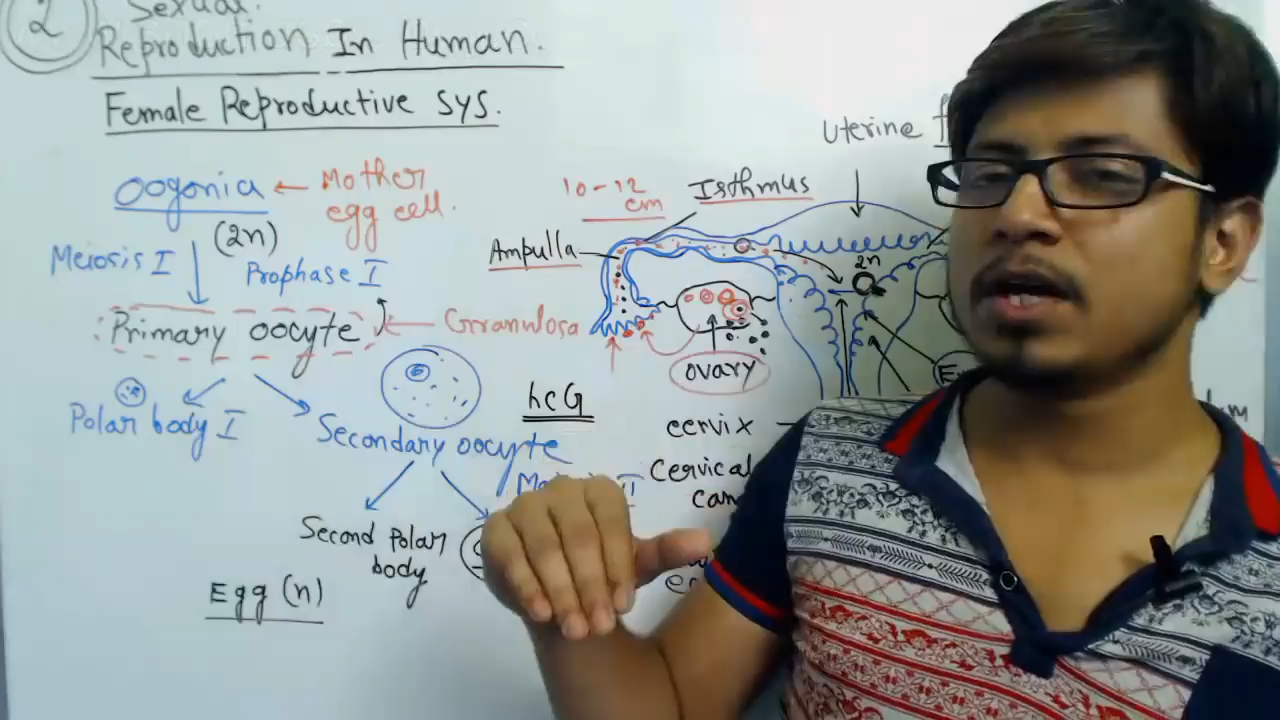 2
Sexual
Reproduction In Human.
Female Reproductive sys.
Oogonia ← Mother
egg cell.
(2n)
Meiosis I
Prophase I
Primary oocyte
Granulosa
Polar body I
Secondary oocyte
Second Polar
body
Egg (n)
10-12
cm
Isthmus
Ampulla
Uterine
2n
ovary
hcG
cervix
Cervical